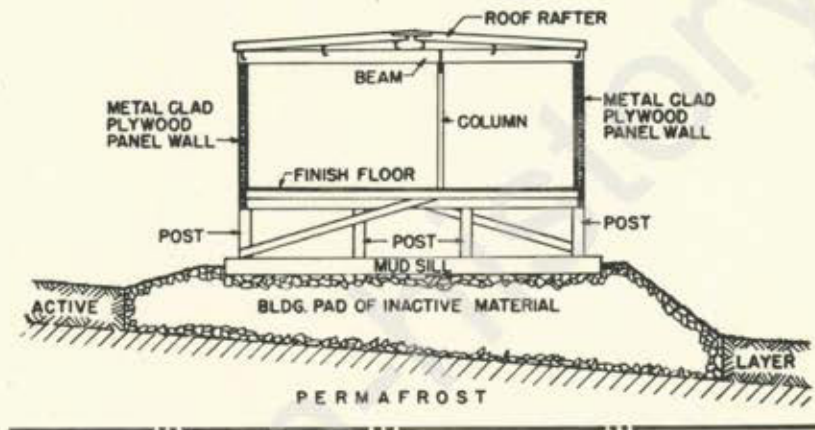 ROOF RAFTER
BEAM
METAL CLAD
PLYWOOD
PANEL WALL
COLUMN
METAL CLAD
PLYWOOD
PANEL WALL
FINISH FLOOR
POST
POST
POST
MUD SILL
ACTIVE
BLDG. PAD OF INACTIVE MATERIAL
LAYER
PERMAFROST